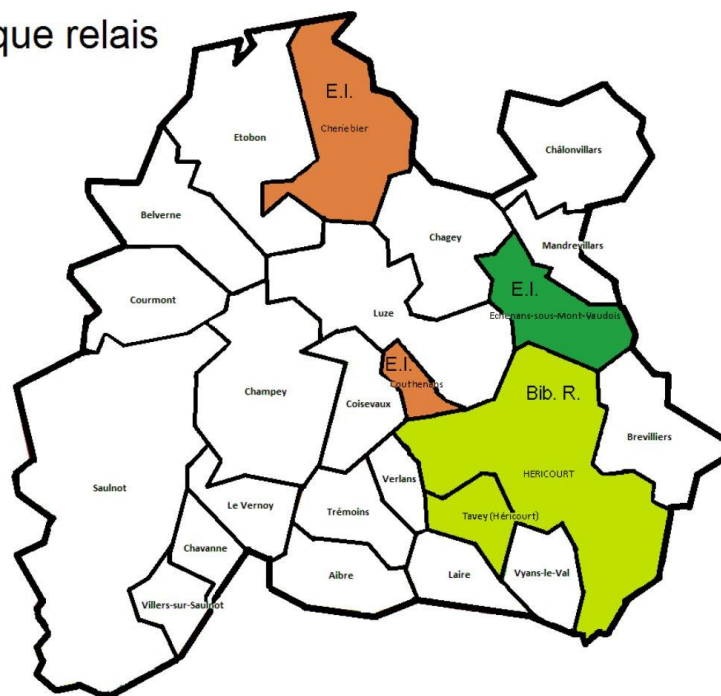 que relais
E.I.
Chenebier
Etobon
Châlonvillars
Belverne
Chagey
Mandrevillars
Courmont
E.I.
Luze
Echenans-sous-Mont-Vaudois
E.I.
Couthenans
Champey
Coisevaux
Bib. R.
Brevilliers
Saulnot
Verlans
HERICOURT
Le Vernoy
Trémoins
Tavey (Héricourt)
Chavanne
Aibre
Laire
Vyans-le-Val
Villers-sur-Saulnot